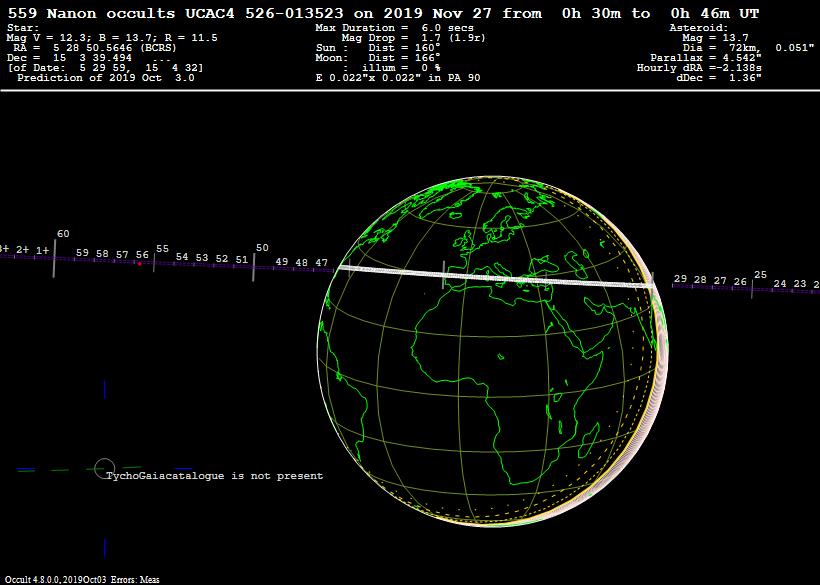 559 Nanon occults UCAC4 526-013523 on 2019 Nov 27 from  0h 30m to  0h 46m UT
Star:
Mag V = 12.3; B = 13.7; R = 11.5
RA =  5 28 50.5646 (BCRS)
Dec =  15  3 39.494   ...
[of Date:  5 29 59,  15  4 32]
Prediction of 2019 Oct  3.0
Max Duration =  6.0 secs
Mag Drop =  1.7 (1.9r)
Sun :   Dist = 160°
Moon:   Dist = 166°
:  illum =  0 %
E 0.022"x 0.022" in PA 90
Asteroid:
Mag = 13.7
Dia =  72km,  0.051"
Parallax = 4.542"
Hourly dRA =-2.138s
dDec =  1.36"
3+ 2+ 1+ 60 59 58 57 56 55 54 53 52 51 50 49 48 47
29 28 27 26 25 24 23 2
TychoGaiacatalogue is not present
Occult 4.8.0.0, 2019Oct03  Errors: Meas